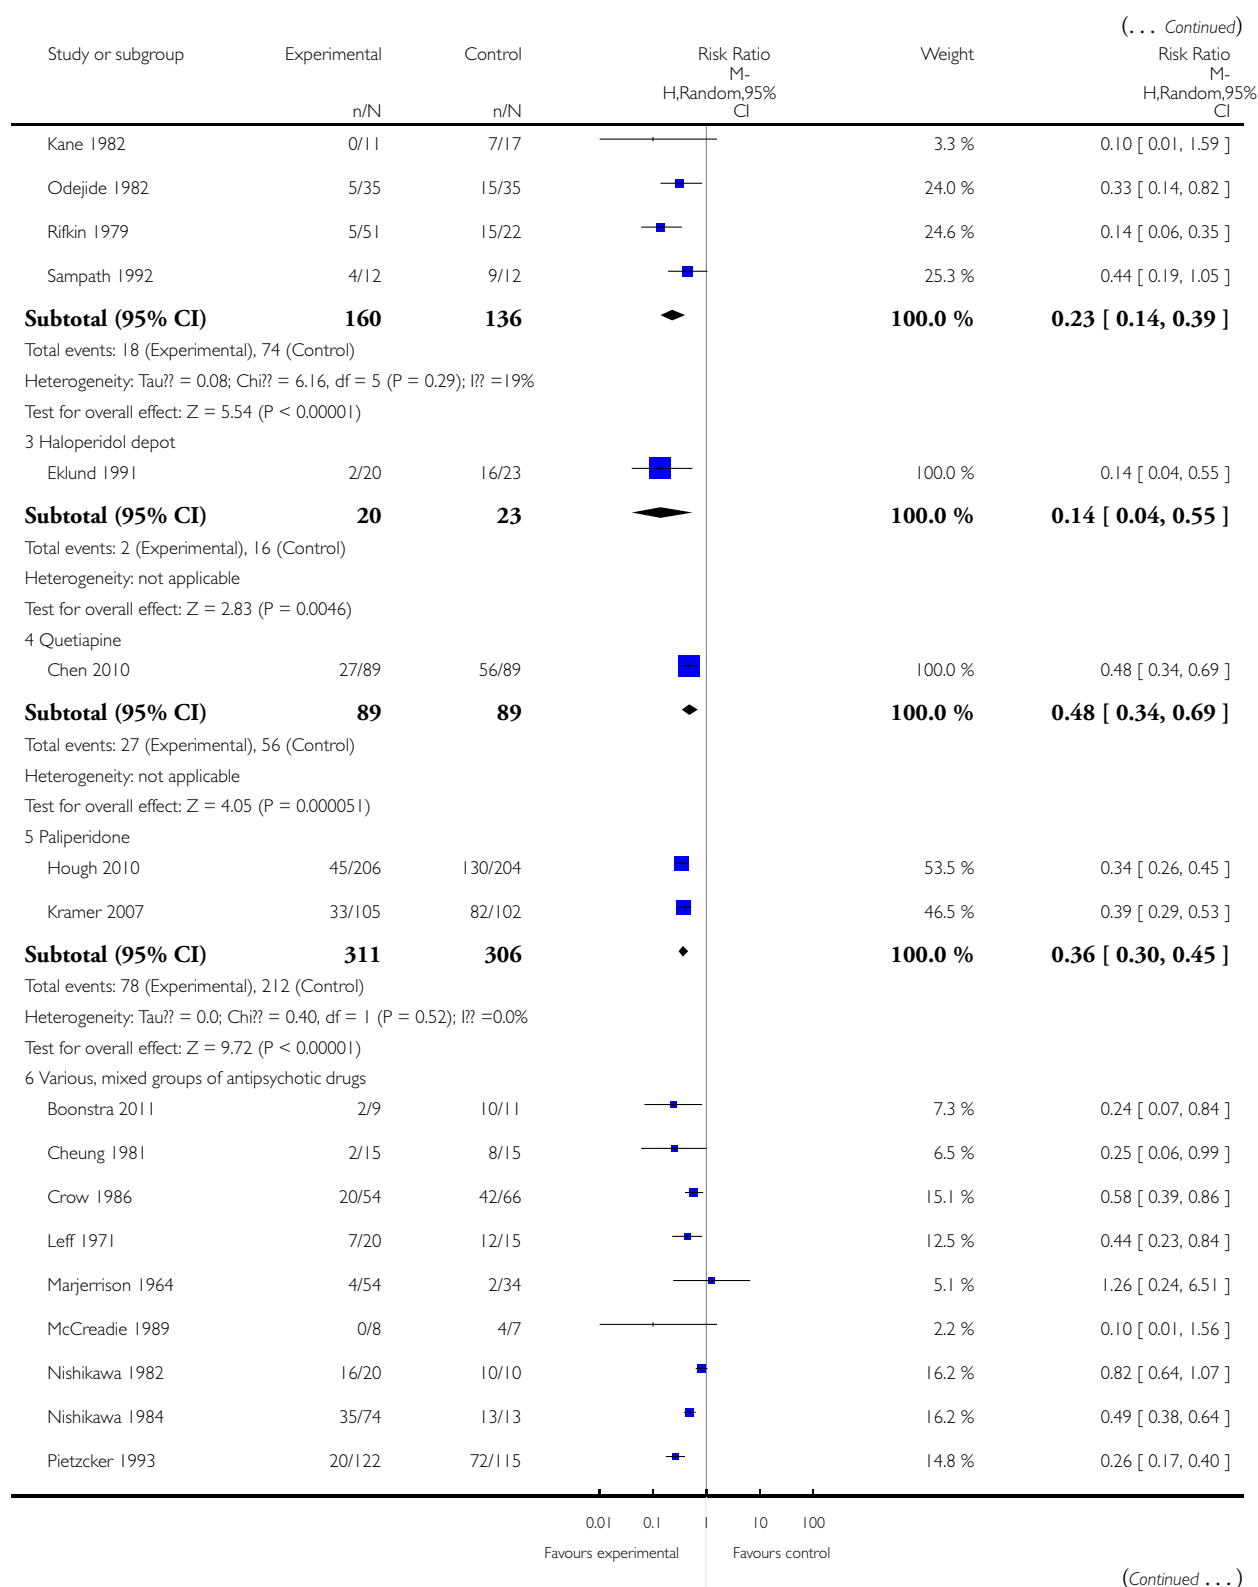 (... Continued)
Study or subgroup Experimental Control Risk Ratio Weight Risk Ratio
M- M-
H,Random,95% H,Random,95%
n/N n/N CI CI
Kane 1982 0/11 7/17 3.3 % 0.10 [ 0.01, 1.59 ]
Odejide 1982 5/35 15/35 24.0 % 0.33 [ 0.14, 0.82 ]
Rifkin 1979 5/51 15/22 24.6 % 0.14 [ 0.06, 0.35 ]
Sampath 1992 4/12 9/12 25.3 % 0.44 [ 0.19, 1.05 ]
Subtotal (95% CI) 160 136 100.0 % 0.23 [ 0.14, 0.39 ]
Total events: 18 (Experimental), 74 (Control)
Heterogeneity: Tau?? = 0.08; Chi?? = 6.16, df = 5 (P = 0.29); I?? =19%
Test for overall effect: Z = 5.54 (P < 0.00001)
3 Haloperidol depot
Eklund 1991 2/20 16/23 100.0 % 0.14 [ 0.04, 0.55 ]
Subtotal (95% CI) 20 23 100.0 % 0.14 [ 0.04, 0.55 ]
Total events: 2 (Experimental), 16 (Control)
Heterogeneity: not applicable
Test for overall effect: Z = 2.83 (P = 0.0046)
4 Quetiapine
Chen 2010 27/89 56/89 100.0 % 0.48 [ 0.34, 0.69 ]
Subtotal (95% CI) 89 89 100.0 % 0.48 [ 0.34, 0.69 ]
Total events: 27 (Experimental), 56 (Control)
Heterogeneity: not applicable
Test for overall effect: Z = 4.05 (P = 0.000051)
5 Paliperidone
Hough 2010 45/206 130/204 53.5 % 0.34 [ 0.26, 0.45 ]
Kramer 2007 33/105 82/102 46.5 % 0.39 [ 0.29, 0.53 ]
Subtotal (95% CI) 311 306 100.0 % 0.36 [ 0.30, 0.45 ]
Total events: 78 (Experimental), 212 (Control)
Heterogeneity: Tau?? = 0.0; Chi?? = 0.40, df = 1 (P = 0.52); I?? =0.0%
Test for overall effect: Z = 9.72 (P < 0.00001)
6 Various, mixed groups of antipsychotic drugs
Boonstra 2011 2/9 10/11 7.3 % 0.24 [ 0.07, 0.84 ]
Cheung 1981 2/15 8/15 6.5 % 0.25 [ 0.06, 0.99 ]
Crow 1986 20/54 42/66 15.1 % 0.58 [ 0.39, 0.86 ]
Leff 1971 7/20 12/15 12.5 % 0.44 [ 0.23, 0.84 ]
Marjerrison 1964 4/54 2/34 5.1 % 1.26 [ 0.24, 6.51 ]
McCreadie 1989 0/8 4/7 2.2 % 0.10 [ 0.01, 1.56 ]
Nishikawa 1982 16/20 10/10 16.2 % 0.82 [ 0.64, 1.07 ]
Nishikawa 1984 35/74 13/13 16.2 % 0.49 [ 0.38, 0.64 ]
Pietzcker 1993 20/122 72/115 14.8 % 0.26 [ 0.17, 0.40 ]
0.01 0.1 1 10 100
Favours experimental Favours control
(Continued ...)